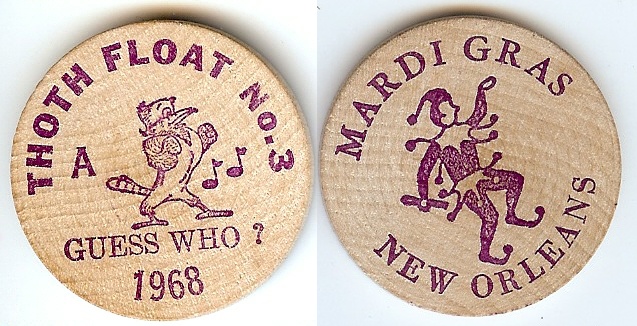 THOTH FLOAT No. 3
A
GUESS WHO ?
1968
MARDI GRAS
NEW ORLEANS